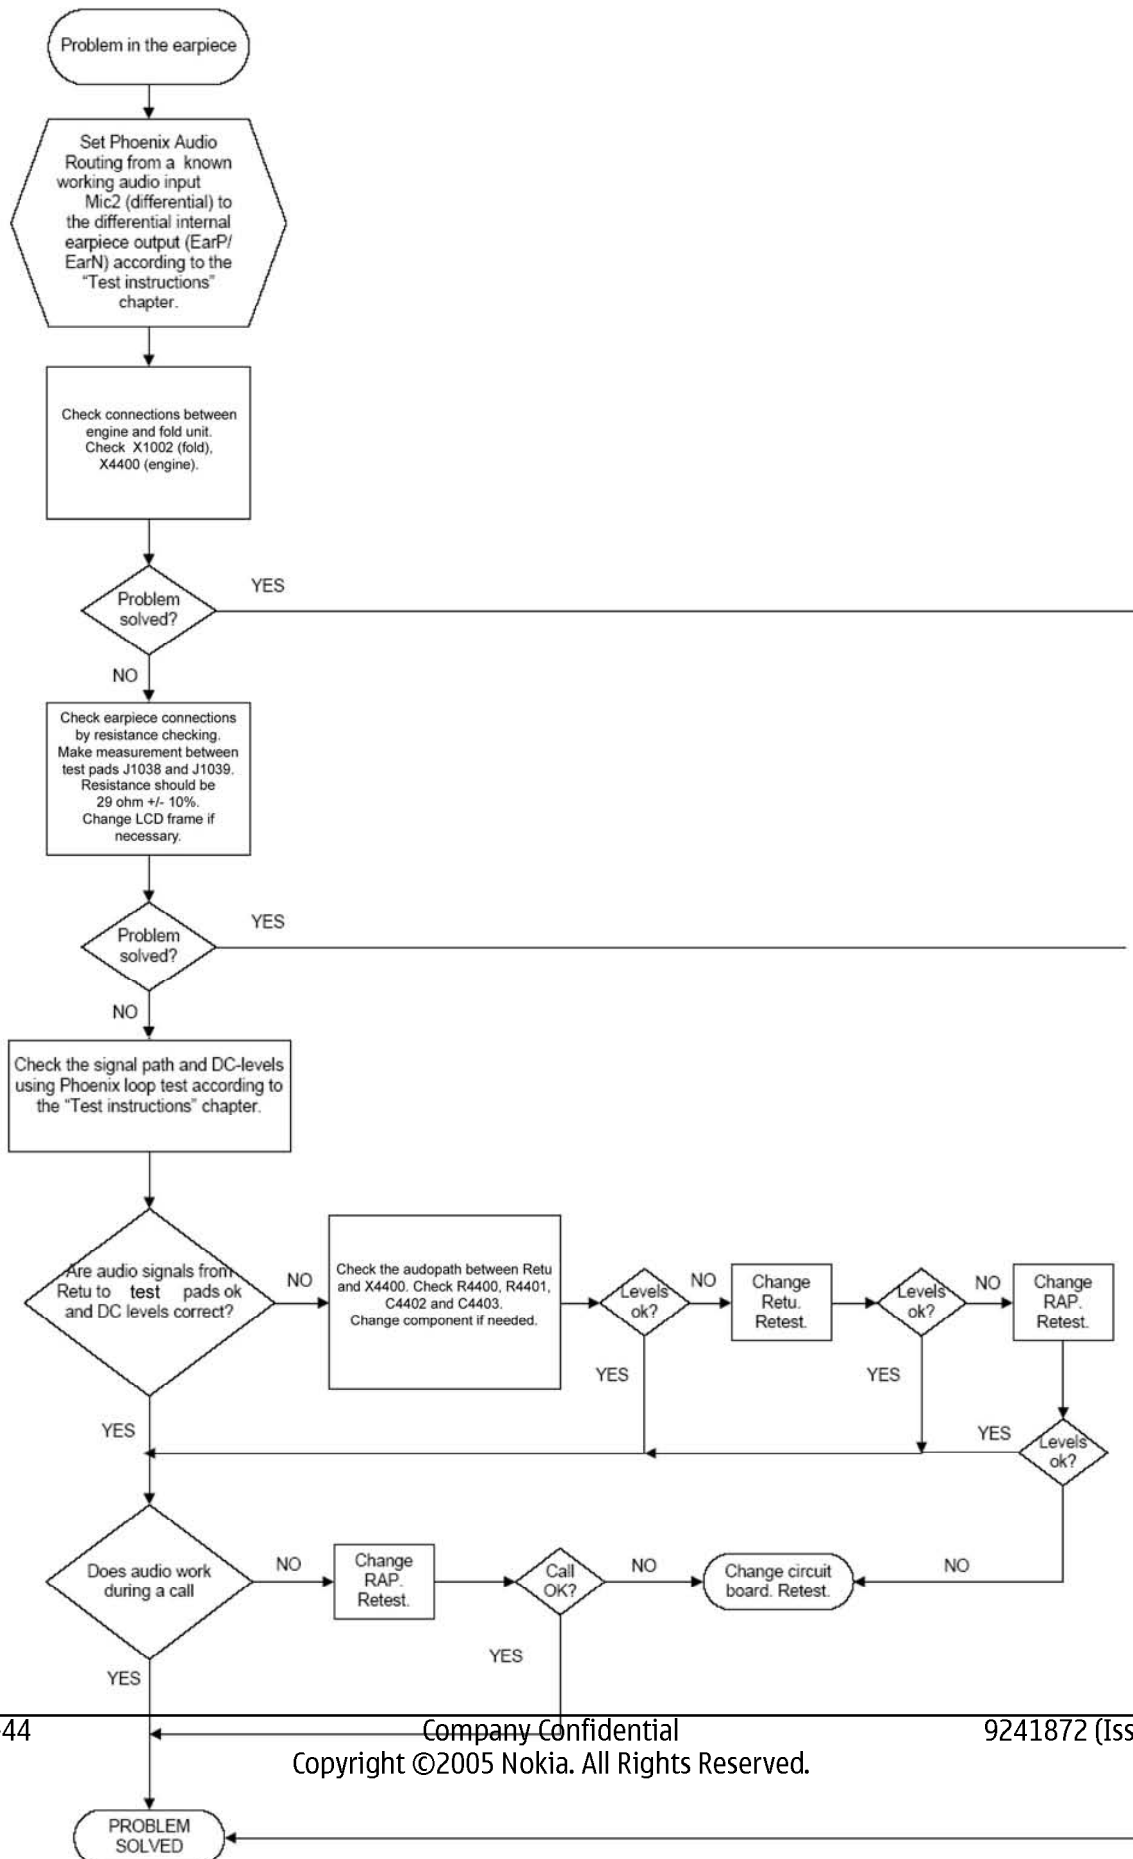 Problem in the earpiece
Set Phoenix Audio
Routing from a known
working audio input
Mic2 (differential) to
the differential internal
earpiece output (EarP/
EarN) according to the
“Test instructions”
chapter.
Check connections between
engine and fold unit.
Check X1002 (fold),
X4400 (engine).
Problem
solved?
YES
NO
Check earpiece connections
by resistance checking.
Make measurement between
test pads J1038 and J1039.
Resistance should be
29 ohm +/- 10%.
Change LCD frame if
necessary.
Problem
solved?
YES
NO
Check the signal path and DC-levels
using Phoenix loop test according to
the “Test instructions” chapter.
Are audio signals from
Retu to test pads ok
and DC levels correct?
NO
Check the audopath between Retu
and X4400. Check R4400, R4401,
C4402 and C4403.
Change component if needed.
Levels
ok?
NO
Change
Retu.
Retest.
Levels
ok?
NO
Change
RAP.
Retest.
YES
YES
YES
YES
Levels
ok?
Does audio work
during a call
NO
Change
RAP.
Retest.
Call
OK?
NO
Change circuit
board. Retest.
NO
YES
YES
44
Company Confidential
9241872 (Iss
Copyright ©2005 Nokia. All Rights Reserved.
PROBLEM
SOLVED